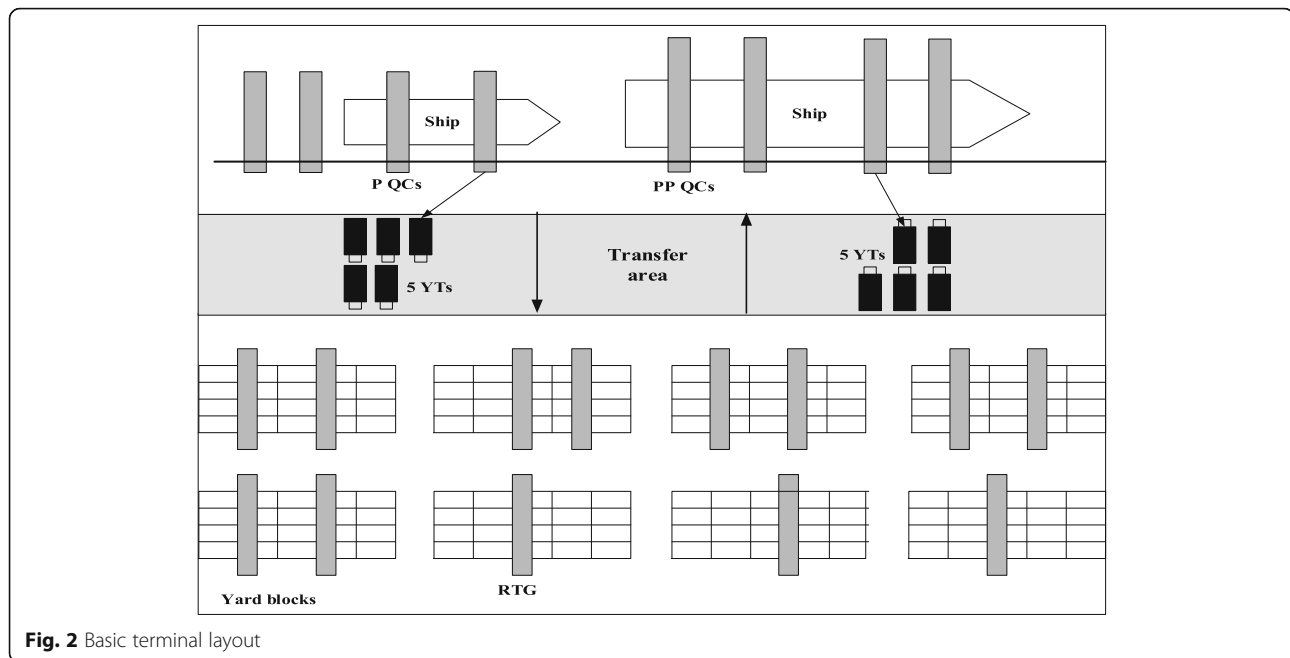 Ship
Ship
P QCs
PP QCs
Transfer
area
5 YTs
5 YTs
RTG
Yard blocks
Fig. 2 Basic terminal layout